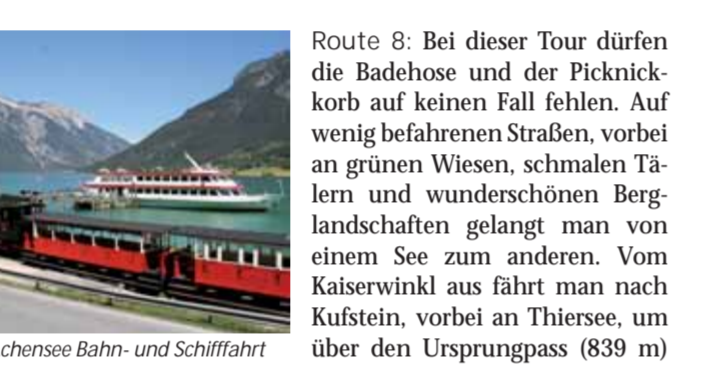 Route 8: Bei dieser Tour dürfen
die Badehose und der Picknick-
korb auf keinen Fall fehlen. Auf
wenig befahrenen Straßen, vorbei
an grünen Wiesen, schmalen Tä-
lern und wunderschönen Berg-
landschaften gelangt man von
einem See zum anderen. Vom
Kaiserwinkl aus fährt man nach
Kufstein, vorbei an Thiersee, um
über den Ursprungpass (839 m)
chensee Bahn- und Schifffahrt